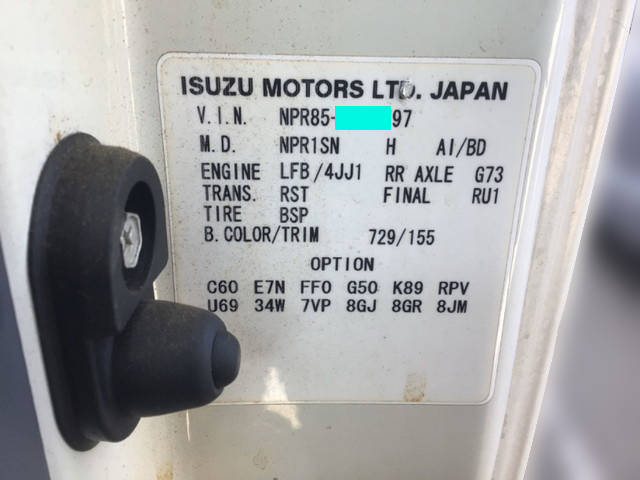 ISUZU MOTORS LTD. JAPAN
V.I.N. NPR85- 97
M.D. NPR1SN H AI/BD
ENGINE LFB/4JJ1 RR AXLE G73
TRANS. RST FINAL RU1
TIRE BSP
B.COLOR/TRIM 729/155
OPTION
C60 E7N FF0 G50 K89 RPV
U69 34W 7VP 8GJ 8GR 8JM